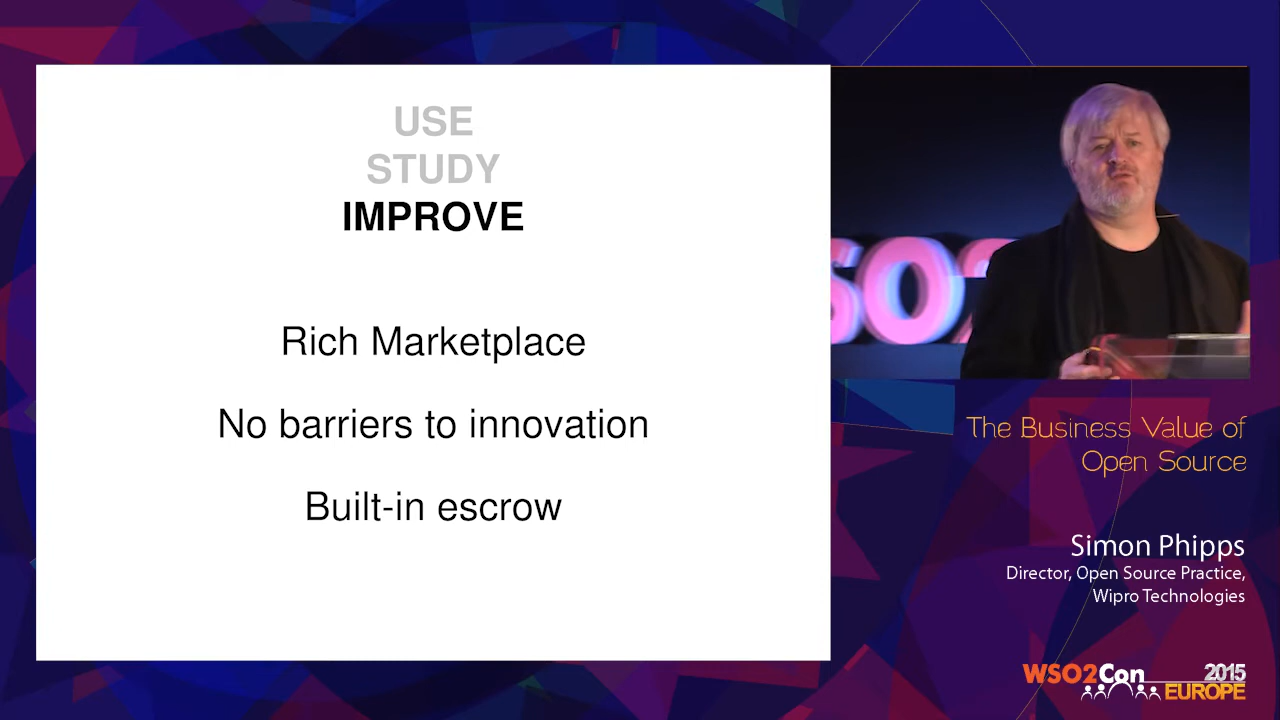 USE
STUDY
IMPROVE
Rich Marketplace
No barriers to innovation
Built-in escrow
The Business Value of
Open Source
Simon Phipps
Director, Open Source Practice,
Wipro Technologies
WSO2Con 2015
EUROPE